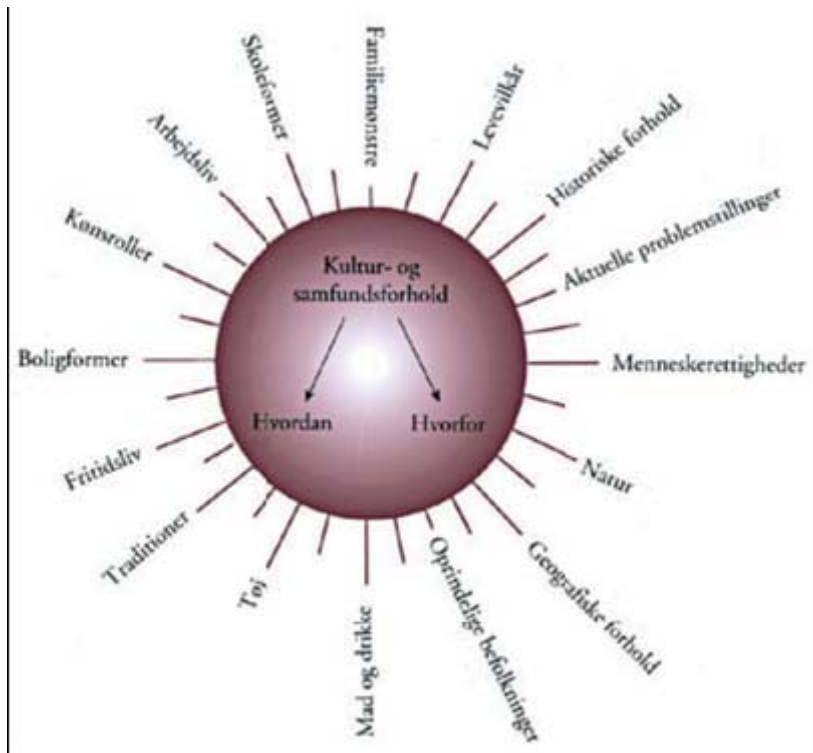 Familiemønstre
Levevilkår
Historiske forhold
Aktuelle problemstillinger
Menneskerettigheder
Natur
Geografiske forhold
Oprindelige befolkninger
Mad og drikke
Tøj
Traditioner
Fritidsliv
Boligformer
Kønsroller
Arbejdsliv
Skoleformer
Kultur- og
samfundsforhold
Hvordan
Hvorfor